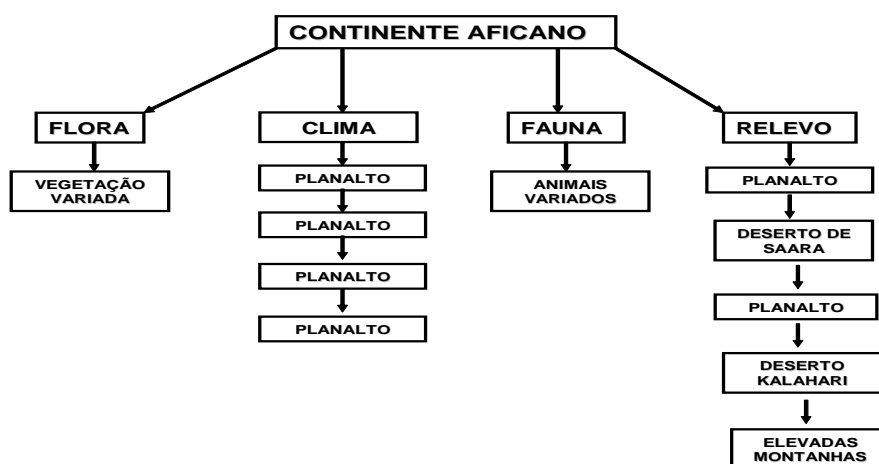 CONTINENTE AFICANO
FLORA
CLIMA
FAUNA
RELEVO
VEGETAÇÃO
VARIADA
PLANALTO
PLANALTO
PLANALTO
PLANALTO
ANIMAIS
VARIADOS
PLANALTO
DESERTO DE
SAARA
PLANALTO
DESERTO
KALAHARI
ELEVADAS
MONTANHAS